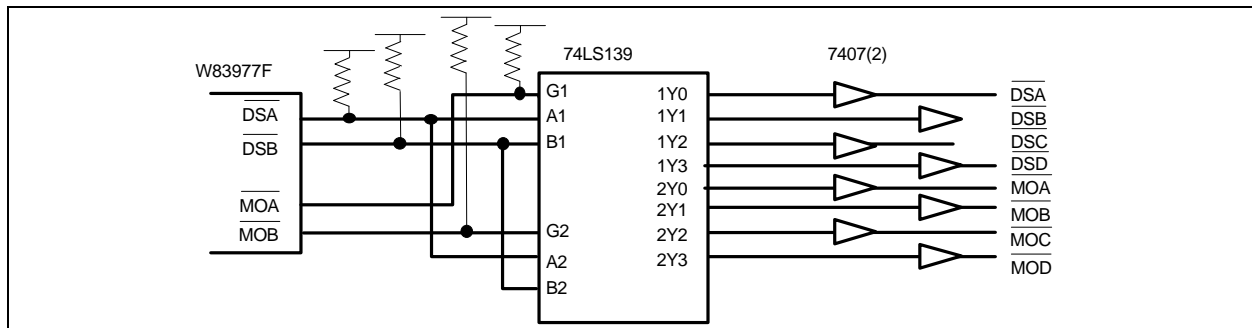 W83977F
74LS139
7407(2)
DSA
DSB
MOA
MOB
G1
A1
B1
G2
A2
B2
1Y0
1Y1
1Y2
1Y3
2Y0
2Y1
2Y2
2Y3
DSA
DSB
DSC
DSD
MOA
MOB
MOC
MOD